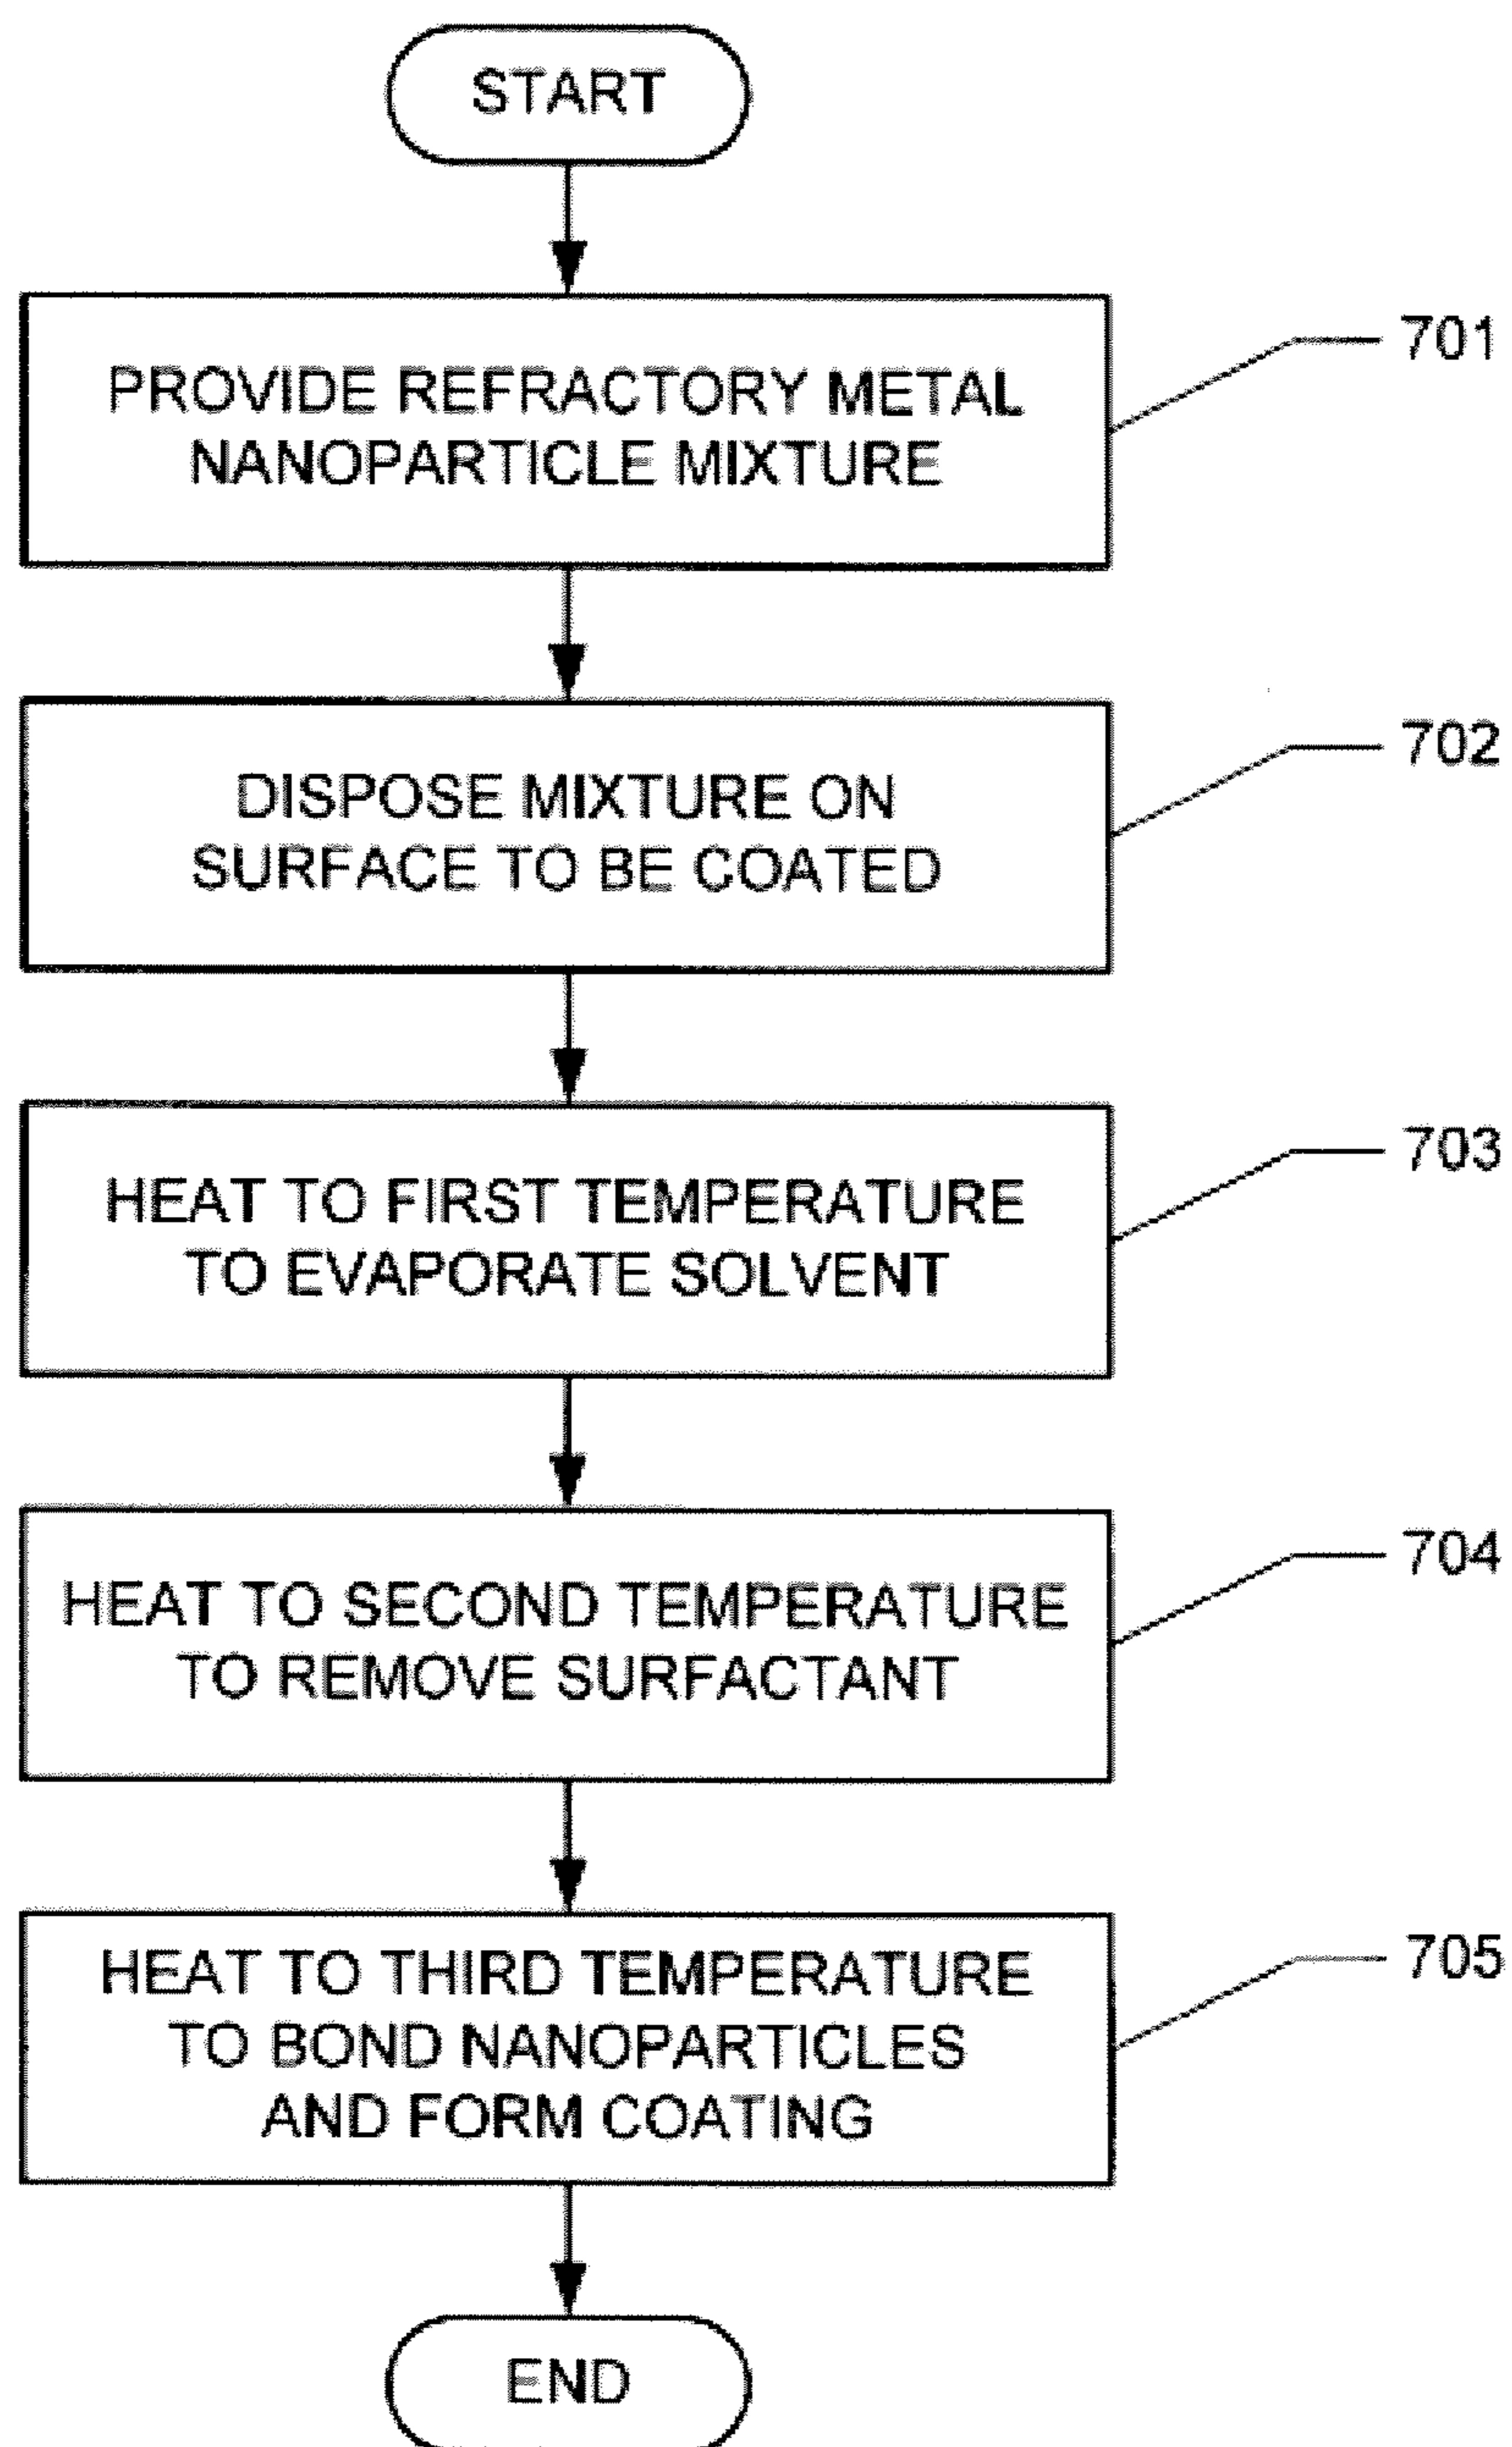 START
PROVIDE REFRACTORY METAL
NANOPARTICLE MIXTURE
701
DISPOSE MIXTURE ON
SURFACE TO BE COATED
702
HEAT TO FIRST TEMPERATURE
TO EVAPORATE SOLVENT
703
HEAT TO SECOND TEMPERATURE
TO REMOVE SURFACTANT
704
HEAT TO THIRD TEMPERATURE
TO BOND NANOPARTICLES
AND FORM COATING
705
END